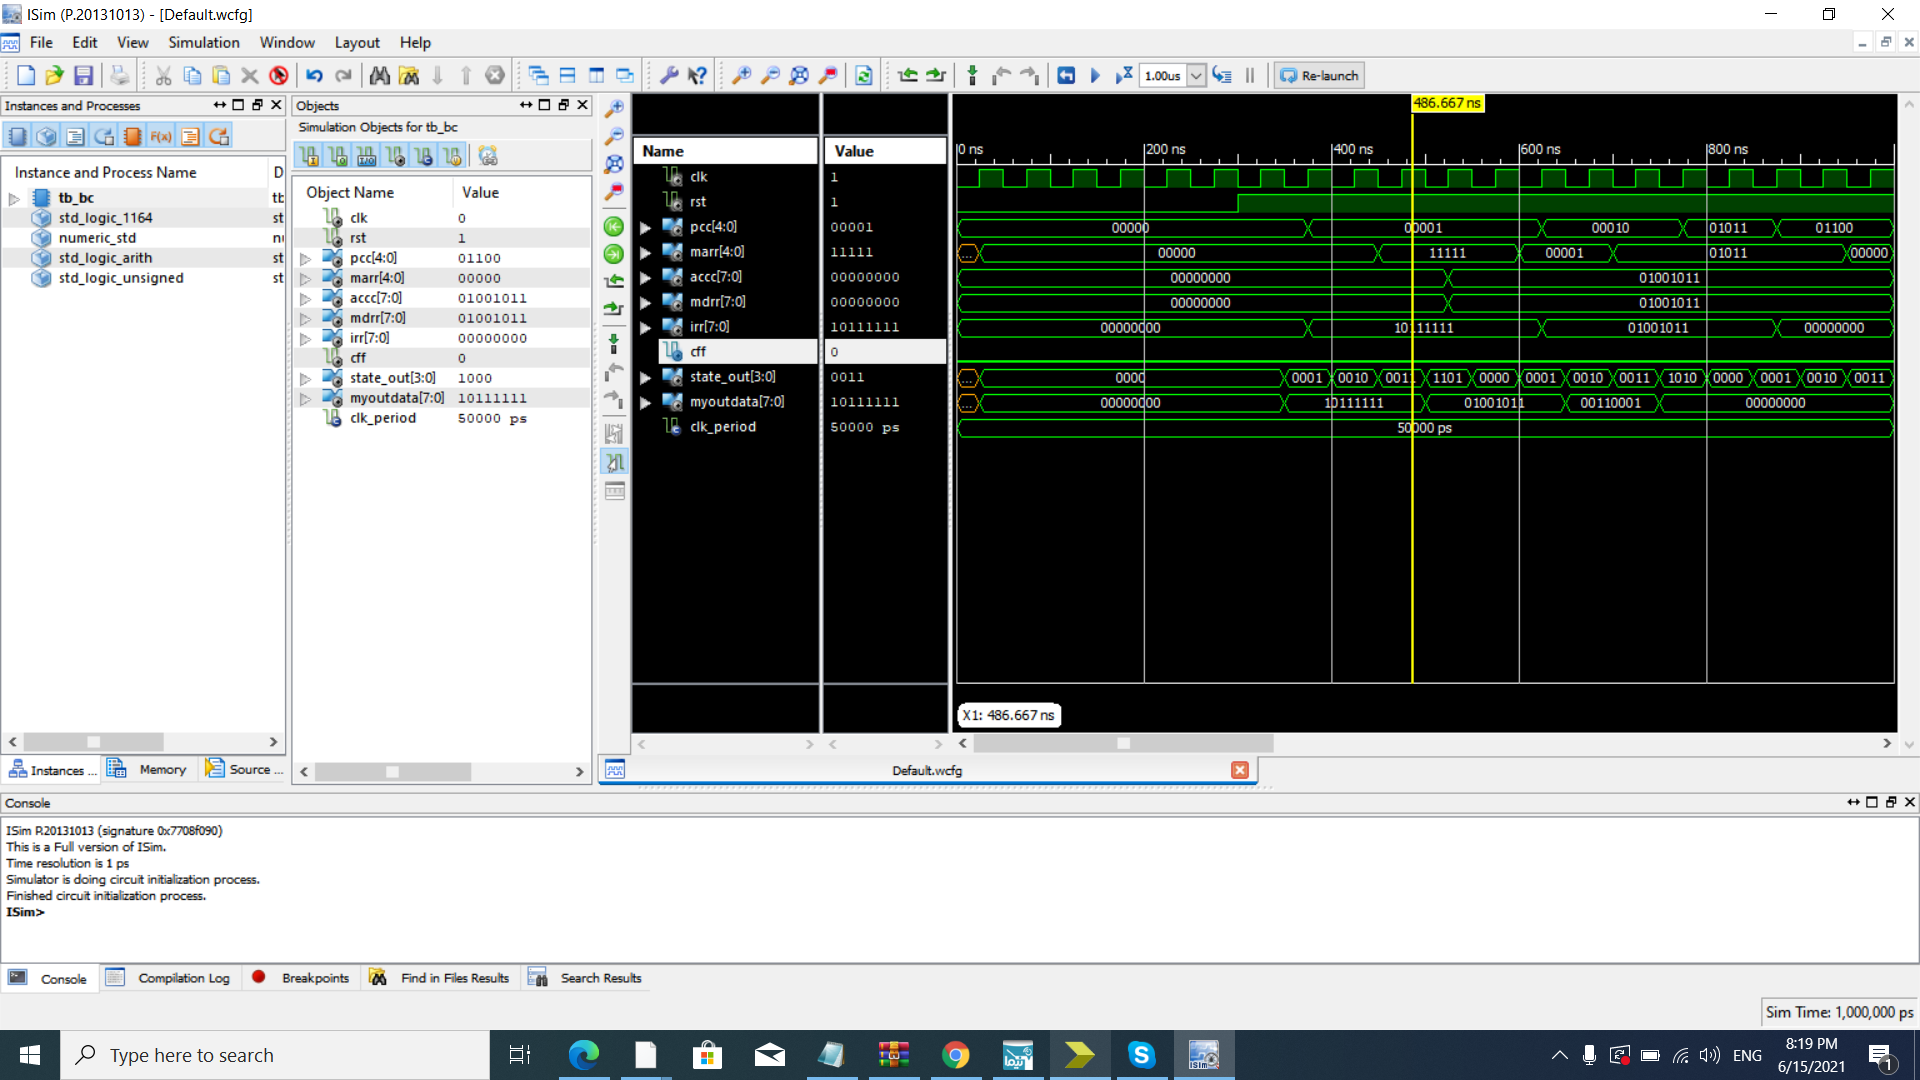 ISim (P.20131013) - [Default.wcfg]
File Edit View Simulation Window Layout Help
1.00us Re-launch
Instances and Processes
Instance and Process Name D
tb_bc tb
std_logic_1164 st
numeric_std nu
std_logic_arith st
std_logic_unsigned st
Instances ... Memory Source ...
Objects
Simulation Objects for tb_bc
Object Name Value
clk 0
rst 1
pcc[4:0] 01100
marr[4:0] 00000
accc[7:0] 01001011
mdrr[7:0] 01001011
irr[7:0] 00000000
cff 0
state_out[3:0] 1000
myoutdata[7:0] 10111111
clk_period 50000 ps
486.667 ns
Name Value 0 ns 200 ns 400 ns 600 ns 800 ns
clk 1
rst 1
pcc[4:0] 00001 00000 00001 00010 01011 01100
marr[4:0] 11111 ... 00000 11111 00001 01011 00000
accc[7:0] 00000000 00000000 01001011
mdrr[7:0] 00000000 00000000 01001011
irr[7:0] 10111111 00000000 10111111 01001011 00000000
cff 0
state_out[3:0] 0011 ... 0000 0001 0010 0011 1101 0000 0001 0010 0011 1010 0000 0001 0010 0011
myoutdata[7:0] 10111111 ... 00000000 10111111 01001011 00110001 00000000
clk_period 50000 ps 50000 ps
X1: 486.667 ns
Default.wcfg
Console
ISim P.20131013 (signature 0x7708f090)
This is a Full version of ISim.
Time resolution is 1 ps
Simulator is doing circuit initialization process.
Finished circuit initialization process.
ISim>
Console Compilation Log Breakpoints Find in Files Results Search Results
Sim Time: 1,000,000 ps
Type here to search
ENG
8:19 PM
6/15/2021
1